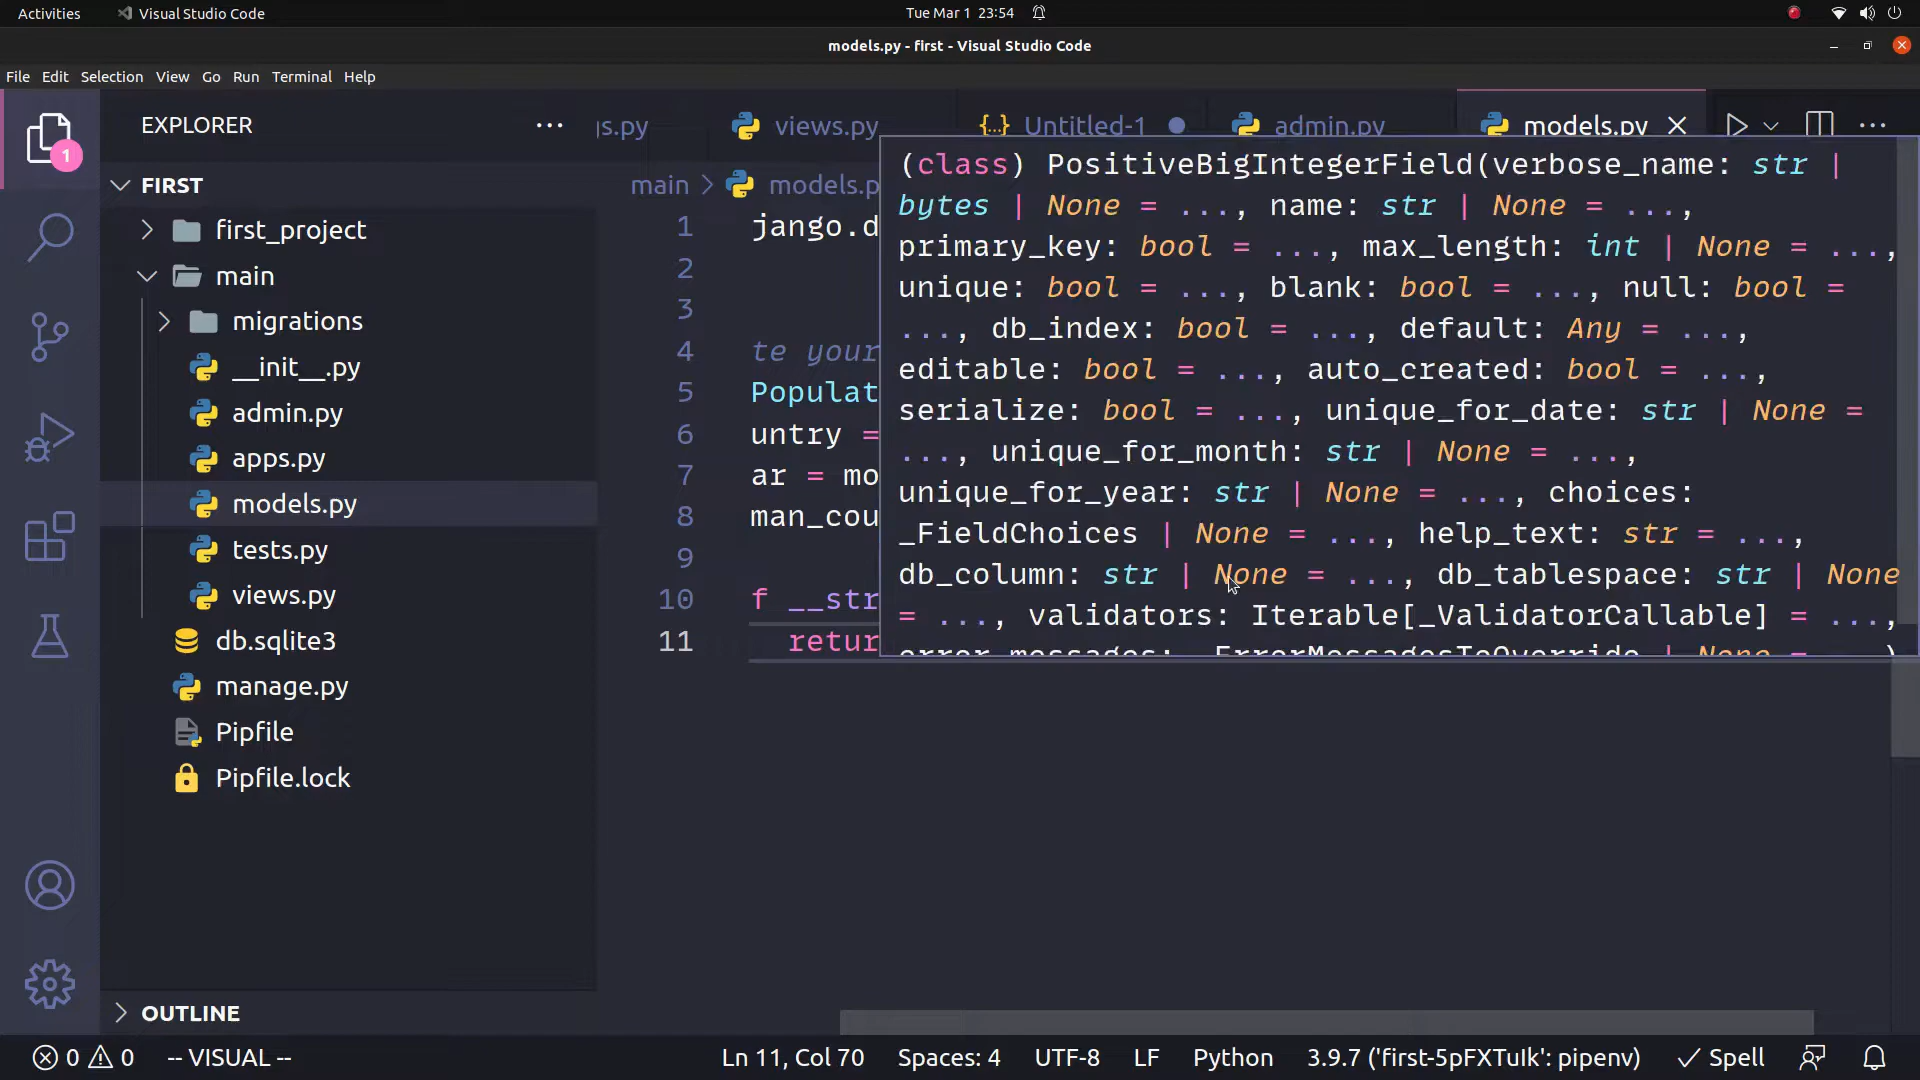 Activities
Visual Studio Code
Tue Mar 1 23:54
models.py - first - Visual Studio Code
File Edit Selection View Go Run Terminal Help
EXPLORER
s.py
views.py
Untitled-1
admin.py
models.py
1
FIRST
first_project
main
migrations
__init__.py
admin.py
apps.py
models.py
tests.py
views.py
db.sqlite3
manage.py
Pipfile
Pipfile.lock
OUTLINE
main > models.p
1 jango.d
2
3
4 te your
5 Populat
6 untry =
7 ar = mo
8 man_cou
9
10 f __str
11 retur
(class) PositiveBigIntegerField(verbose_name: str |
bytes | None = ..., name: str | None = ...,
primary_key: bool = ..., max_length: int | None = ...,
unique: bool = ..., blank: bool = ..., null: bool =
..., db_index: bool = ..., default: Any = ...,
editable: bool = ..., auto_created: bool = ...,
serialize: bool = ..., unique_for_date: str | None =
..., unique_for_month: str | None = ...,
unique_for_year: str | None = ..., choices:
_FieldChoices | None = ..., help_text: str = ...,
db_column: str | None = ..., db_tablespace: str | None
= ..., validators: Iterable[_ValidatorCallable] = ...,
error_messages: _ErrorMessagesToOverride | None = ...)
0 0 -- VISUAL --
Ln 11, Col 70 Spaces: 4 UTF-8 LF Python 3.9.7 ('first-5pFXTuIk': pipenv) Spell